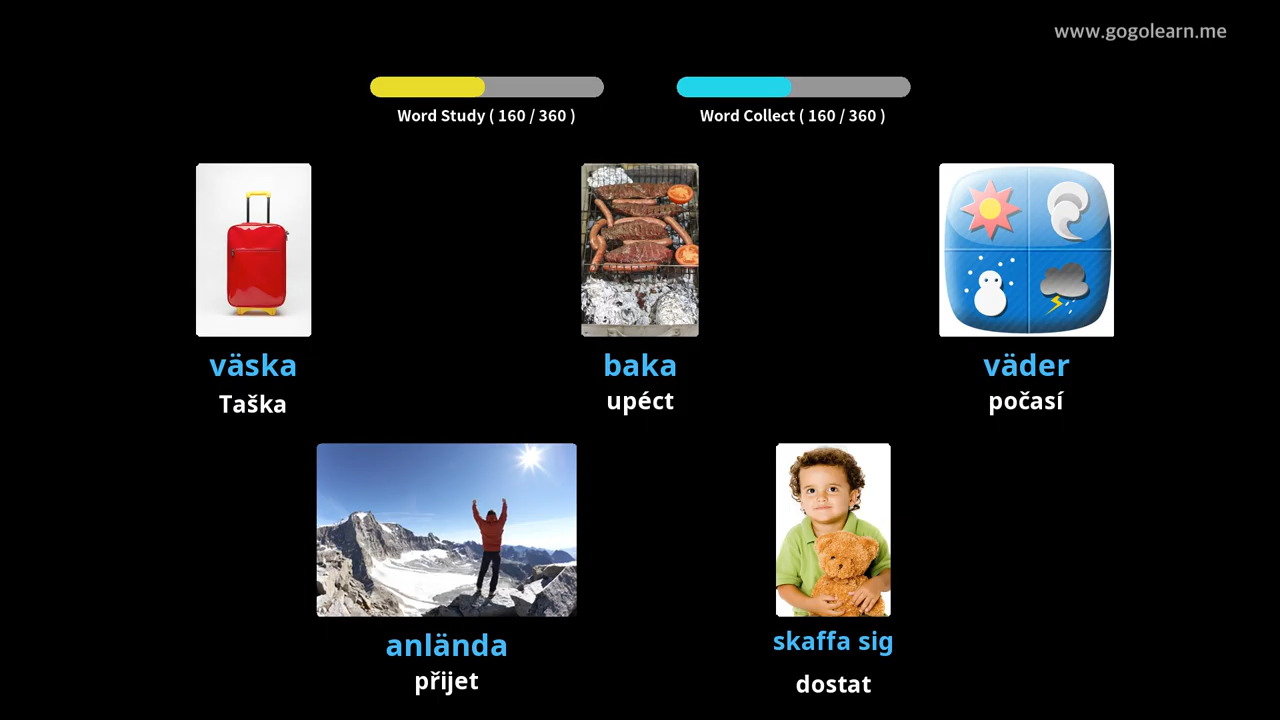 www.gogolearn.me
Word Study ( 160 / 360 )
Word Collect ( 160 / 360 )
väska
Taška
baka
upéct
väder
počasí
anlända
přijet
skaffa sig
dostat